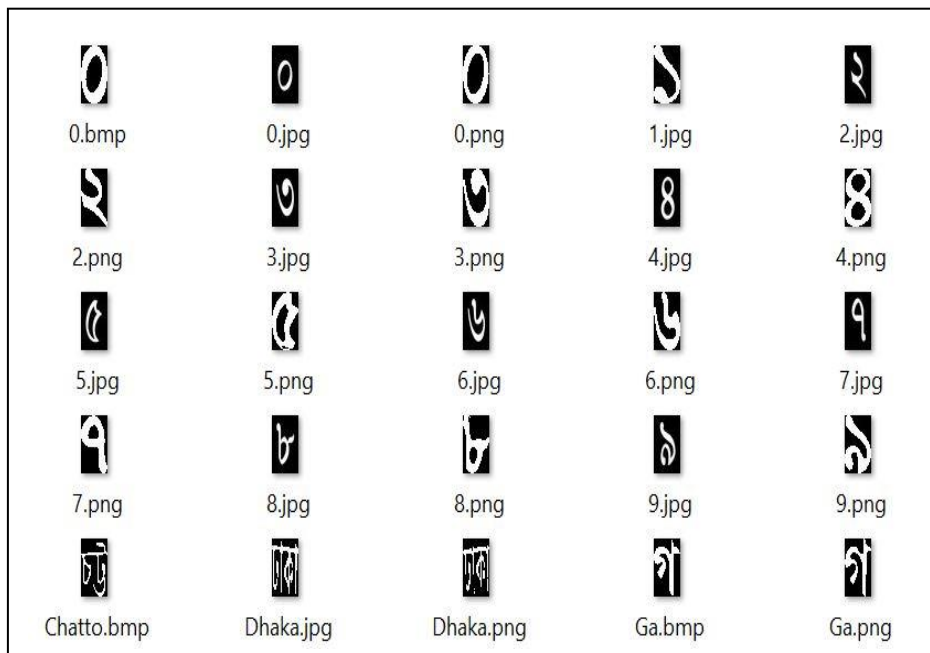 ০ ০ ০ ১ ২
0.bmp 0.jpg 0.png 1.jpg 2.jpg
২ ৩ ৩ ৪ ৪
2.png 3.jpg 3.png 4.jpg 4.png
৫ ৫ ৬ ৬ ৭
5.jpg 5.png 6.jpg 6.png 7.jpg
৭ ৮ ৮ ৯ ৯
7.png 8.jpg 8.png 9.jpg 9.png
চট্ট ঢাকা ঢাকা গ গ
Chatto.bmp Dhaka.jpg Dhaka.png Ga.bmp Ga.png